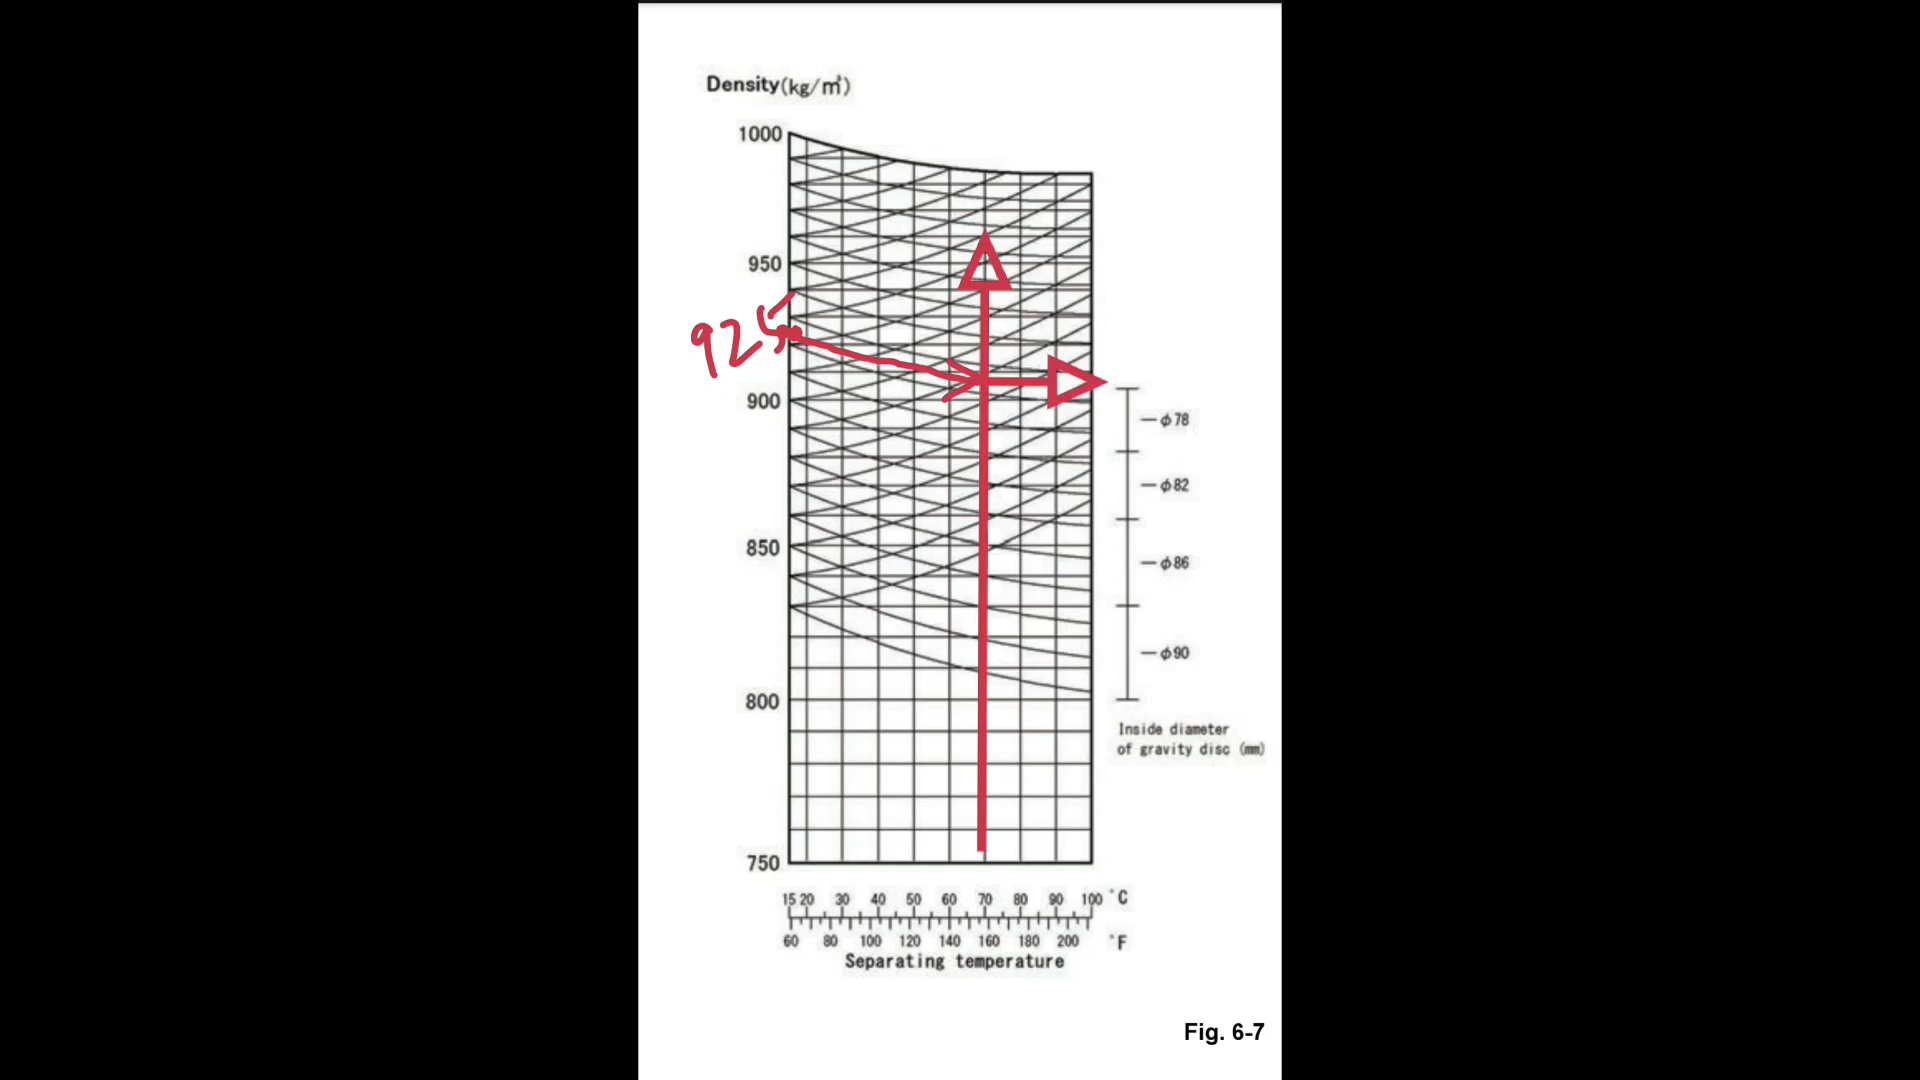 Density(kg/m³)
1000
950
925
900
φ78
φ82
850
φ86
φ90
800
Inside diameter
of gravity disc (mm)
750
15 20 30 40 50 60 70 80 90 100 °C
60 80 100 120 140 160 180 200 °F
Separating temperature
Fig. 6-7